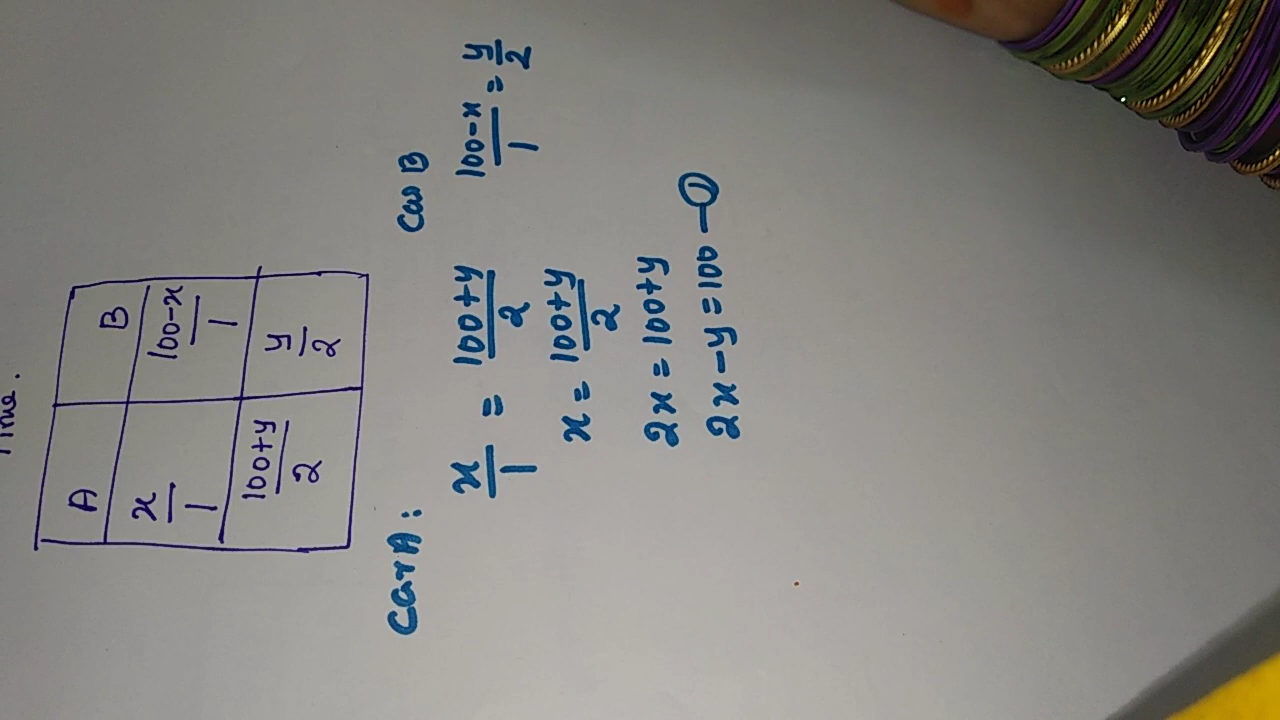 Time.
A B
x/1 100-x/1
100+y/2 y/2
Car A: Car B
x/1 = 100+y/2 100-x/1 = y/2
x = 100+y/2
2x = 100+y
2x-y = 100 - ①